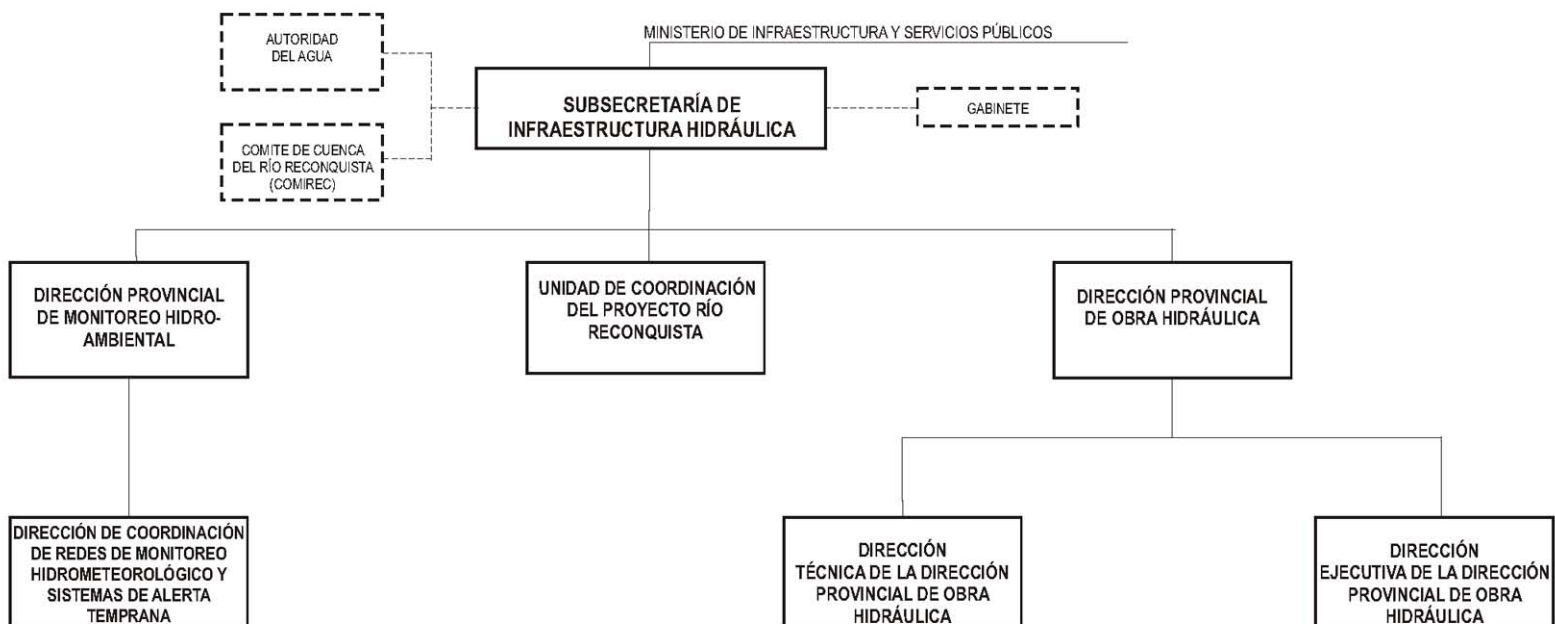 MINISTERIO DE INFRAESTRUCTURA Y SERVICIOS PÚBLICOS
AUTORIDAD
DEL AGUA
SUBSECRETARÍA DE
INFRAESTRUCTURA HIDRÁULICA
GABINETE
COMITE DE CUENCA
DEL RÍO RECONQUISTA
(COMIREC)
DIRECCIÓN PROVINCIAL
DE MONITOREO HIDRO-
AMBIENTAL
UNIDAD DE COORDINACIÓN
DEL PROYECTO RÍO
RECONQUISTA
DIRECCIÓN PROVINCIAL
DE OBRA HIDRÁULICA
DIRECCIÓN DE COORDINACIÓN
DE REDES DE MONITOREO
HIDROMETEOROLÓGICO Y
SISTEMAS DE ALERTA
TEMPRANA
DIRECCIÓN
TÉCNICA DE LA DIRECCIÓN
PROVINCIAL DE OBRA
HIDRÁULICA
DIRECCIÓN
EJECUTIVA DE LA DIRECCIÓN
PROVINCIAL DE OBRA
HIDRÁULICA